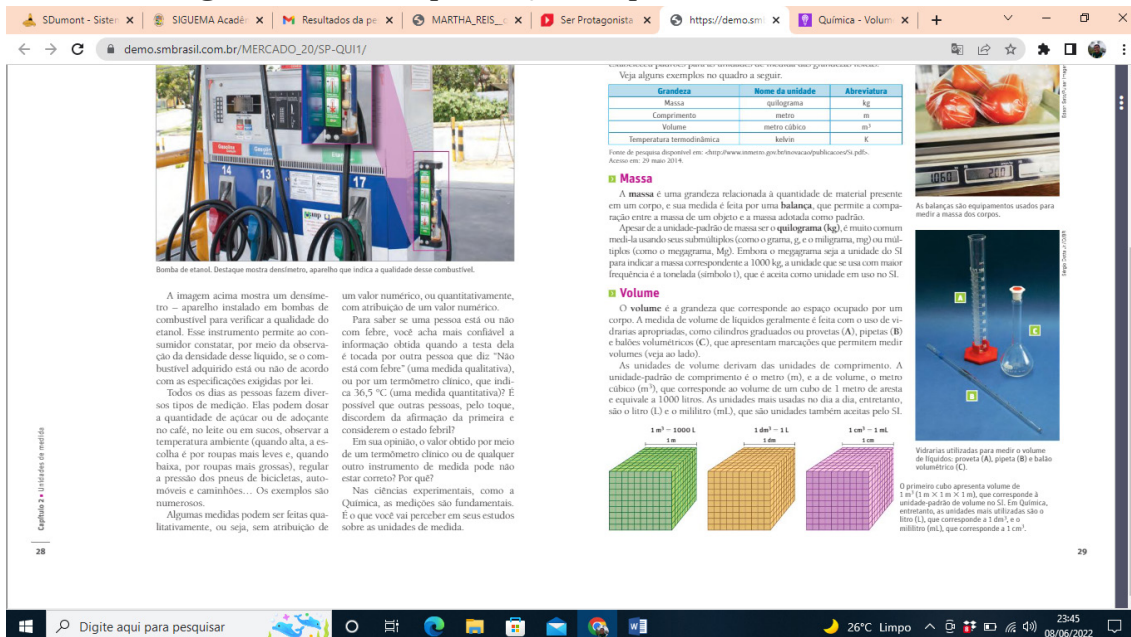 SDumont - Sistem
SIGUEMA Acadêm
Resultados da pe
MARTHA_REIS_
Ser Protagonista
https://demo.smb
Química - Volum
demo.smbrasil.com.br/MERCADO_20/SP-QUI1/
14
13
17
Bomba de etanol. Destaque mostra densímetro, aparelho que indica a qualidade desse combustível.
A imagem acima mostra um densíme-
tro – aparelho instalado em bombas de
combustível para verificar a qualidade do
etanol. Esse instrumento permite ao con-
sumidor constatar, por meio da observa-
ção da densidade desse líquido, se o com-
bustível adquirido está ou não de acordo
com as especificações exigidas por lei.
Todos os dias as pessoas fazem diver-
sos tipos de medição. Elas podem dosar
a quantidade de açúcar ou de adoçante
no café, no leite ou em sucos, observar a
temperatura ambiente (quando alta, a es-
colha é por roupas mais leves e, quando
baixa, por roupas mais grossas), regular
a pressão dos pneus de bicicletas, auto-
móveis e caminhões… Os exemplos são
numerosos.
Algumas medidas podem ser feitas qua-
litativamente, ou seja, sem atribuição de
um valor numérico, ou quantitativamente,
com atribuição de um valor numérico.
Para saber se uma pessoa está ou não
com febre, você acha mais confiável a
informação obtida quando a testa dela
é tocada por outra pessoa que diz “Não
está com febre” (uma medida qualitativa),
ou por um termômetro clínico, que indi-
ca 36,5 °C (uma medida quantitativa)? É
possível que outras pessoas, pelo toque,
discordem da afirmação da primeira e
considerem o estado febril?
Em sua opinião, o valor obtido por meio
de um termômetro clínico ou de qualquer
outro instrumento de medida pode não
estar correto? Por quê?
Nas ciências experimentais, como a
Química, as medições são fundamentais.
É o que você vai perceber em seus estudos
sobre as unidades de medida.
Capítulo 2 • Unidades de medida
28
Veja alguns exemplos no quadro a seguir.
Grandeza Nome da unidade Abreviatura
Massa quilograma kg
Comprimento metro m
Volume metro cúbico m³
Temperatura termodinâmica kelvin K
Fonte de pesquisa disponível em: <http://www.inmetro.gov.br/inovacao/publicacoes/Si.pdf>.
Acesso em: 29 maio 2014.
Massa
A massa é uma grandeza relacionada à quantidade de material presente
em um corpo, e sua medida é feita por uma balança, que permite a compa-
ração entre a massa de um objeto e a massa adotada como padrão.
Apesar de a unidade-padrão de massa ser o quilograma (kg), é muito comum
medi-la usando seus submúltiplos (como o grama, g, e o miligrama, mg) ou múl-
tiplos (como o megagrama, Mg). Embora o megagrama seja a unidade do SI
para indicar a massa correspondente a 1000 kg, a unidade que se usa com maior
frequência é a tonelada (símbolo t), que é aceita como unidade em uso no SI.
Volume
O volume é a grandeza que corresponde ao espaço ocupado por um
corpo. A medida de volume de líquidos geralmente é feita com o uso de vi-
drarias apropriadas, como cilindros graduados ou provetas (A), pipetas (B)
e balões volumétricos (C), que apresentam marcações que permitem medir
volumes (veja ao lado).
As unidades de volume derivam das unidades de comprimento. A
unidade-padrão de comprimento é o metro (m), e a de volume, o metro
cúbico (m³), que corresponde ao volume de um cubo de 1 metro de aresta
e equivale a 1000 litros. As unidades mais usadas no dia a dia, entretanto,
são o litro (L) e o mililitro (mL), que são unidades também aceitas pelo SI.
1 m³ – 1000 L
1 m
1 dm³ – 1 L
1 dm
1 cm³ – 1 mL
1 cm
1060
200
As balanças são equipamentos usados para
medir a massa dos corpos.
A
C
B
Vidrarias utilizadas para medir o volume
de líquidos: proveta (A), pipeta (B) e balão
volumétrico (C).
O primeiro cubo apresenta volume de
1 m³ (1 m × 1 m × 1 m), que corresponde à
unidade-padrão de volume no SI. Em Química,
entretanto, as unidades mais utilizadas são o
litro (L), que corresponde a 1 dm³, e o
mililitro (mL), que corresponde a 1 cm³.
29
Digite aqui para pesquisar
26°C Limpo
23:45
08/06/2022